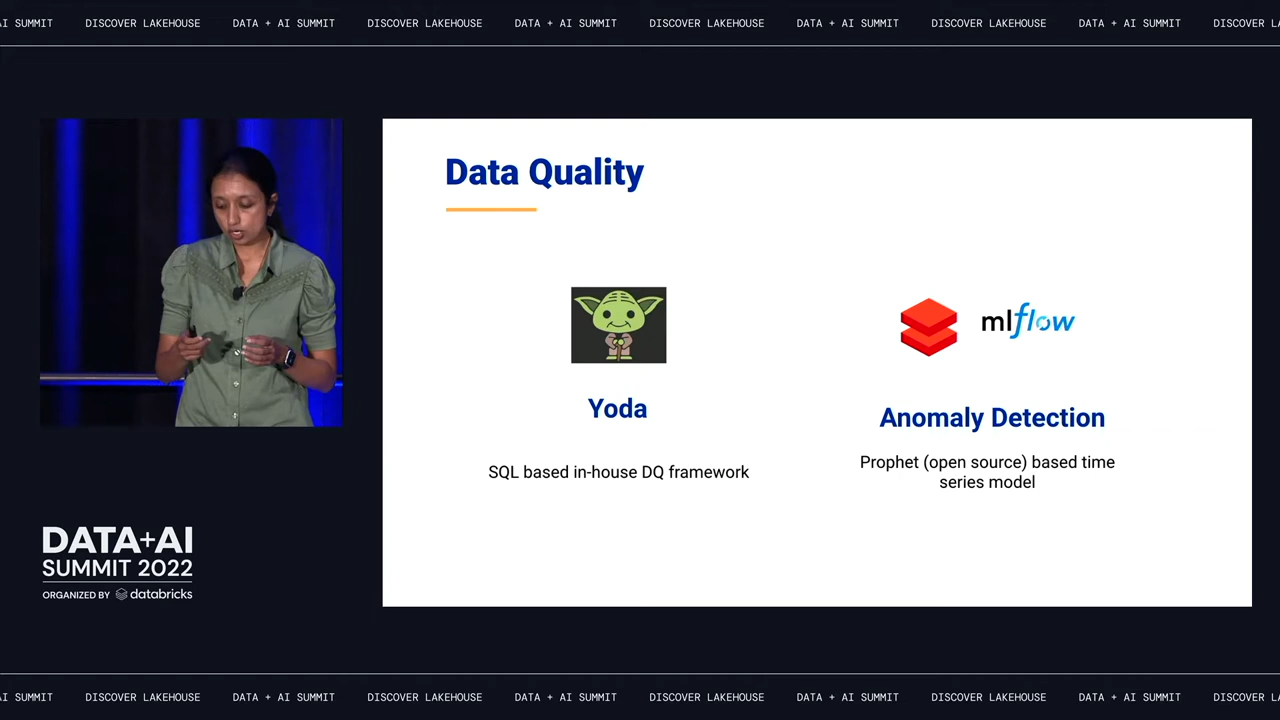 AI SUMMIT DISCOVER LAKEHOUSE DATA + AI SUMMIT DISCOVER LAKEHOUSE DATA + AI SUMMIT DISCOVER LAKEHOUSE DATA + AI SUMMIT DISCOVER LAKEHOUSE DATA + AI SUMMIT DISCOVER LA
Data Quality
mlflow
Yoda
SQL based in-house DQ framework
Anomaly Detection
Prophet (open source) based time
series model
DATA+AI
SUMMIT 2022
ORGANIZED BY databricks
AI SUMMIT DISCOVER LAKEHOUSE DATA + AI SUMMIT DISCOVER LAKEHOUSE DATA + AI SUMMIT DISCOVER LAKEHOUSE DATA + AI SUMMIT DISCOVER LAKEHOUSE DATA + AI SUMMIT DISCOVER LA